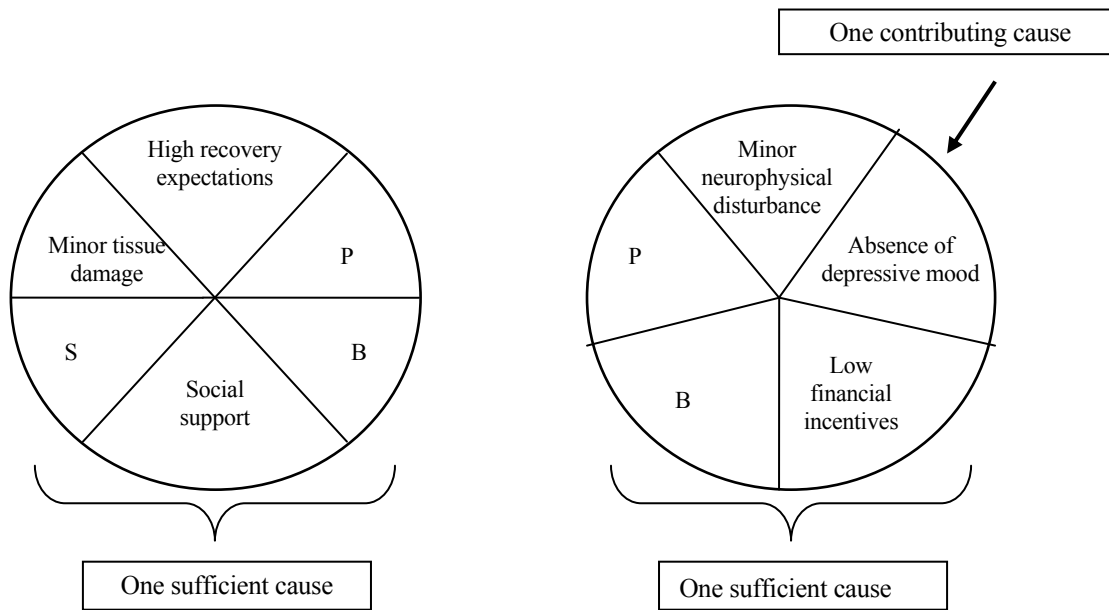 One contributing cause
High recovery
expectations
Minor tissue
damage
P
S
B
Social
support
One sufficient cause
Minor
neurophysical
disturbance
P
Absence of
depressive mood
B
Low
financial
incentives
One sufficient cause